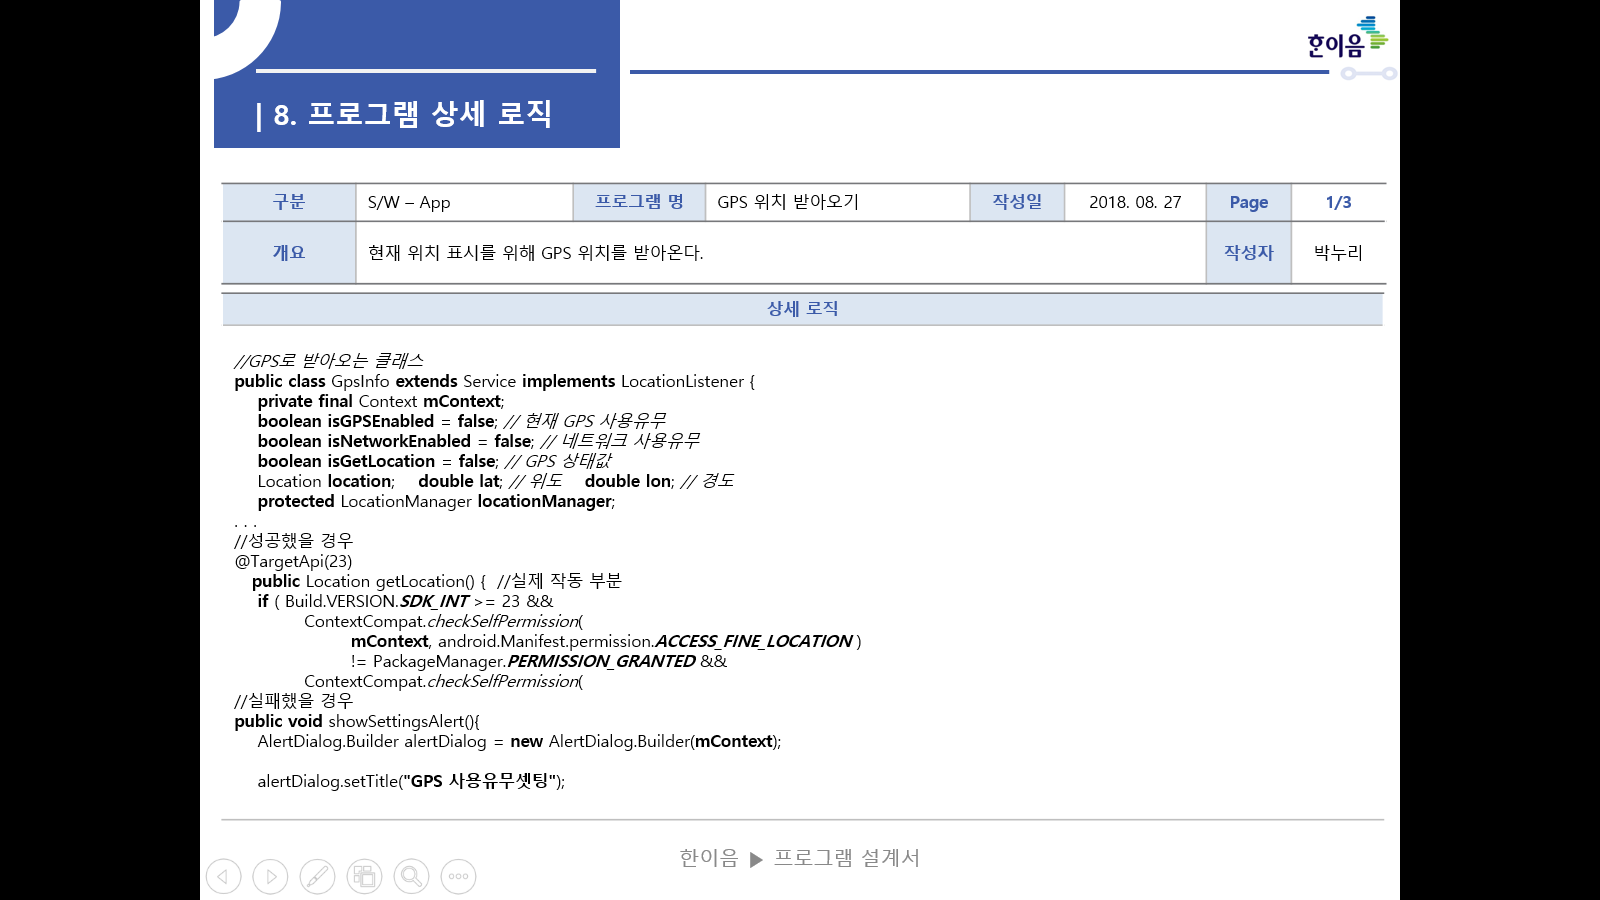 한이음
| 8. 프로그램 상세 로직
구분 S/W – App 프로그램 명 GPS 위치 받아오기 작성일 2018. 08. 27 Page 1/3
개요 현재 위치 표시를 위해 GPS 위치를 받아온다. 작성자 박누리
상세 로직
//GPS로 받아오는 클래스
public class GpsInfo extends Service implements LocationListener {
private final Context mContext;
boolean isGPSEnabled = false; // 현재 GPS 사용유무
boolean isNetworkEnabled = false; // 네트워크 사용유무
boolean isGetLocation = false; // GPS 상태값
Location location; double lat; // 위도 double lon; // 경도
protected LocationManager locationManager;
. . .
//성공했을 경우
@TargetApi(23)
public Location getLocation() { //실제 작동 부분
if ( Build.VERSION.SDK_INT >= 23 &&
ContextCompat.checkSelfPermission(
mContext, android.Manifest.permission.ACCESS_FINE_LOCATION )
!= PackageManager.PERMISSION_GRANTED &&
ContextCompat.checkSelfPermission(
//실패했을 경우
public void showSettingsAlert(){
AlertDialog.Builder alertDialog = new AlertDialog.Builder(mContext);
alertDialog.setTitle("GPS 사용유무셋팅");
한이음 ▶ 프로그램 설계서